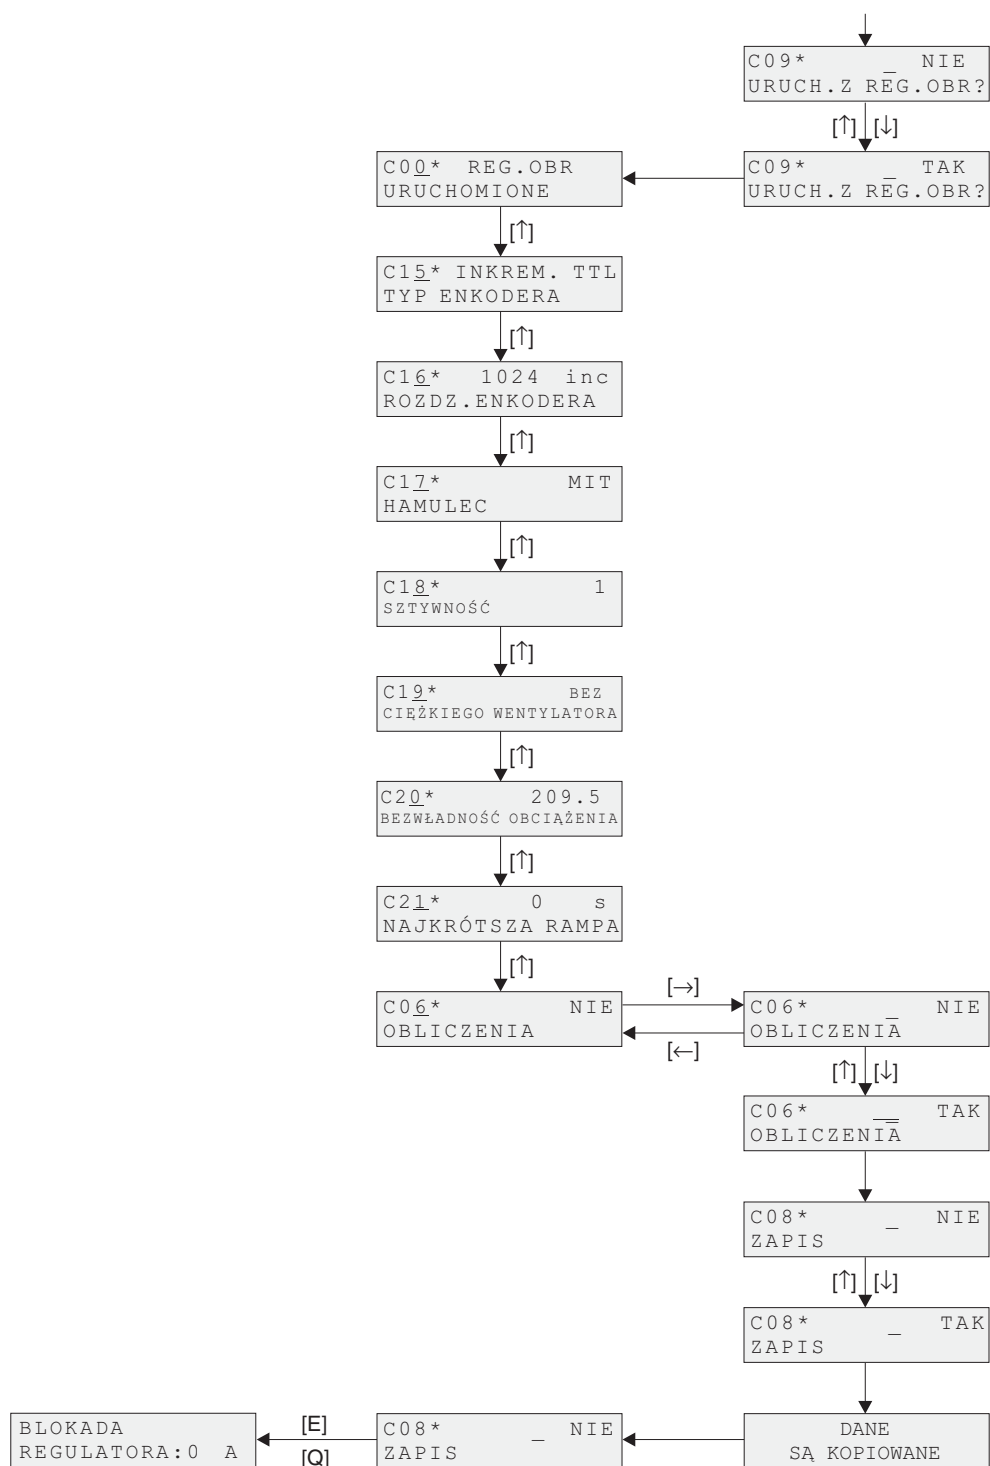 C09* _ NIE
URUCH.Z REG.OBR?
[↑] [↓]
C09* _ TAK
URUCH.Z REG.OBR?
C00* REG.OBR
URUCHOMIONE
[↑]
C15* INKREM. TTL
TYP ENKODERA
[↑]
C16* 1024 inc
ROZDZ.ENKODERA
[↑]
C17* MIT
HAMULEC
[↑]
C18* 1
SZTYWNOŚĆ
[↑]
C19* BEZ
CIĘŻKIEGO WENTYLATORA
[↑]
C20* 209.5
BEZWŁADNOŚĆ OBCIĄŻENIA
[↑]
C21* 0 s
NAJKRÓTSZA RAMPA
[↑]
C06* NIE
OBLICZENIA
[→]
[←]
C06* _ NIE
OBLICZENIA
[↑] [↓]
C06* _ TAK
OBLICZENIA
C08* _ NIE
ZAPIS
[↑] [↓]
C08* _ TAK
ZAPIS
DANE
SĄ KOPIOWANE
C08* _ NIE
ZAPIS
[E]
[Q]
BLOKADA
REGULATORA:0 A